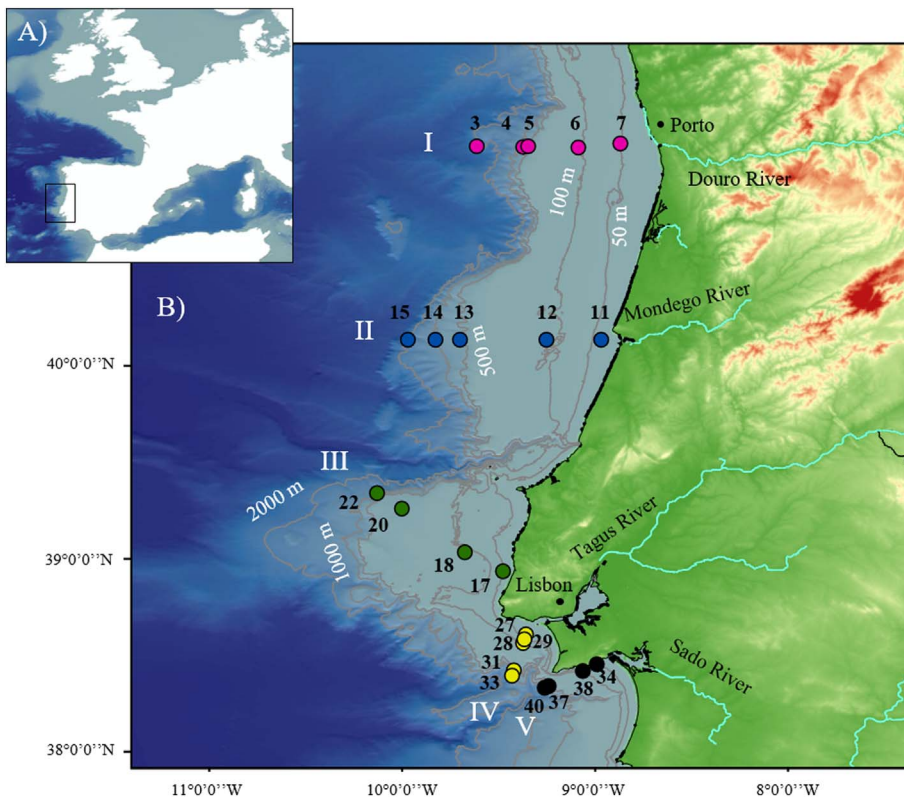 A)
B)
I
3
4
5
6
7
Porto
Douro River
100 m
50 m
II
15
14
13
12
11
Mondego River
500 m
40°0'0''N
III
2000 m
22
20
1000 m
18
17
39°0'0''N
Tagus River
Lisbon
27
28
29
31
33
34
38
37
40
Sado River
IV
V
38°0'0''N
11°0'0''W
10°0'0''W
9°0'0''W
8°0'0''W